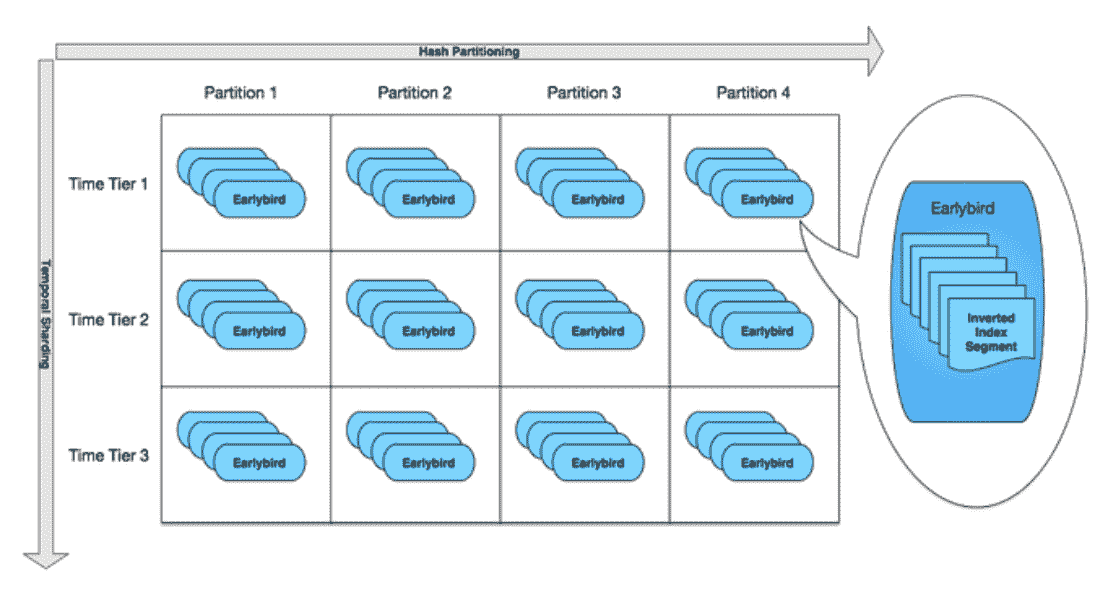 Hash Partitioning
Partition 1
Partition 2
Partition 3
Partition 4
Temporal Sharding
Time Tier 1
Earlybird
Earlybird
Earlybird
Earlybird
Time Tier 2
Earlybird
Earlybird
Earlybird
Earlybird
Time Tier 3
Earlybird
Earlybird
Earlybird
Earlybird
Earlybird
Inverted
Index
Segment